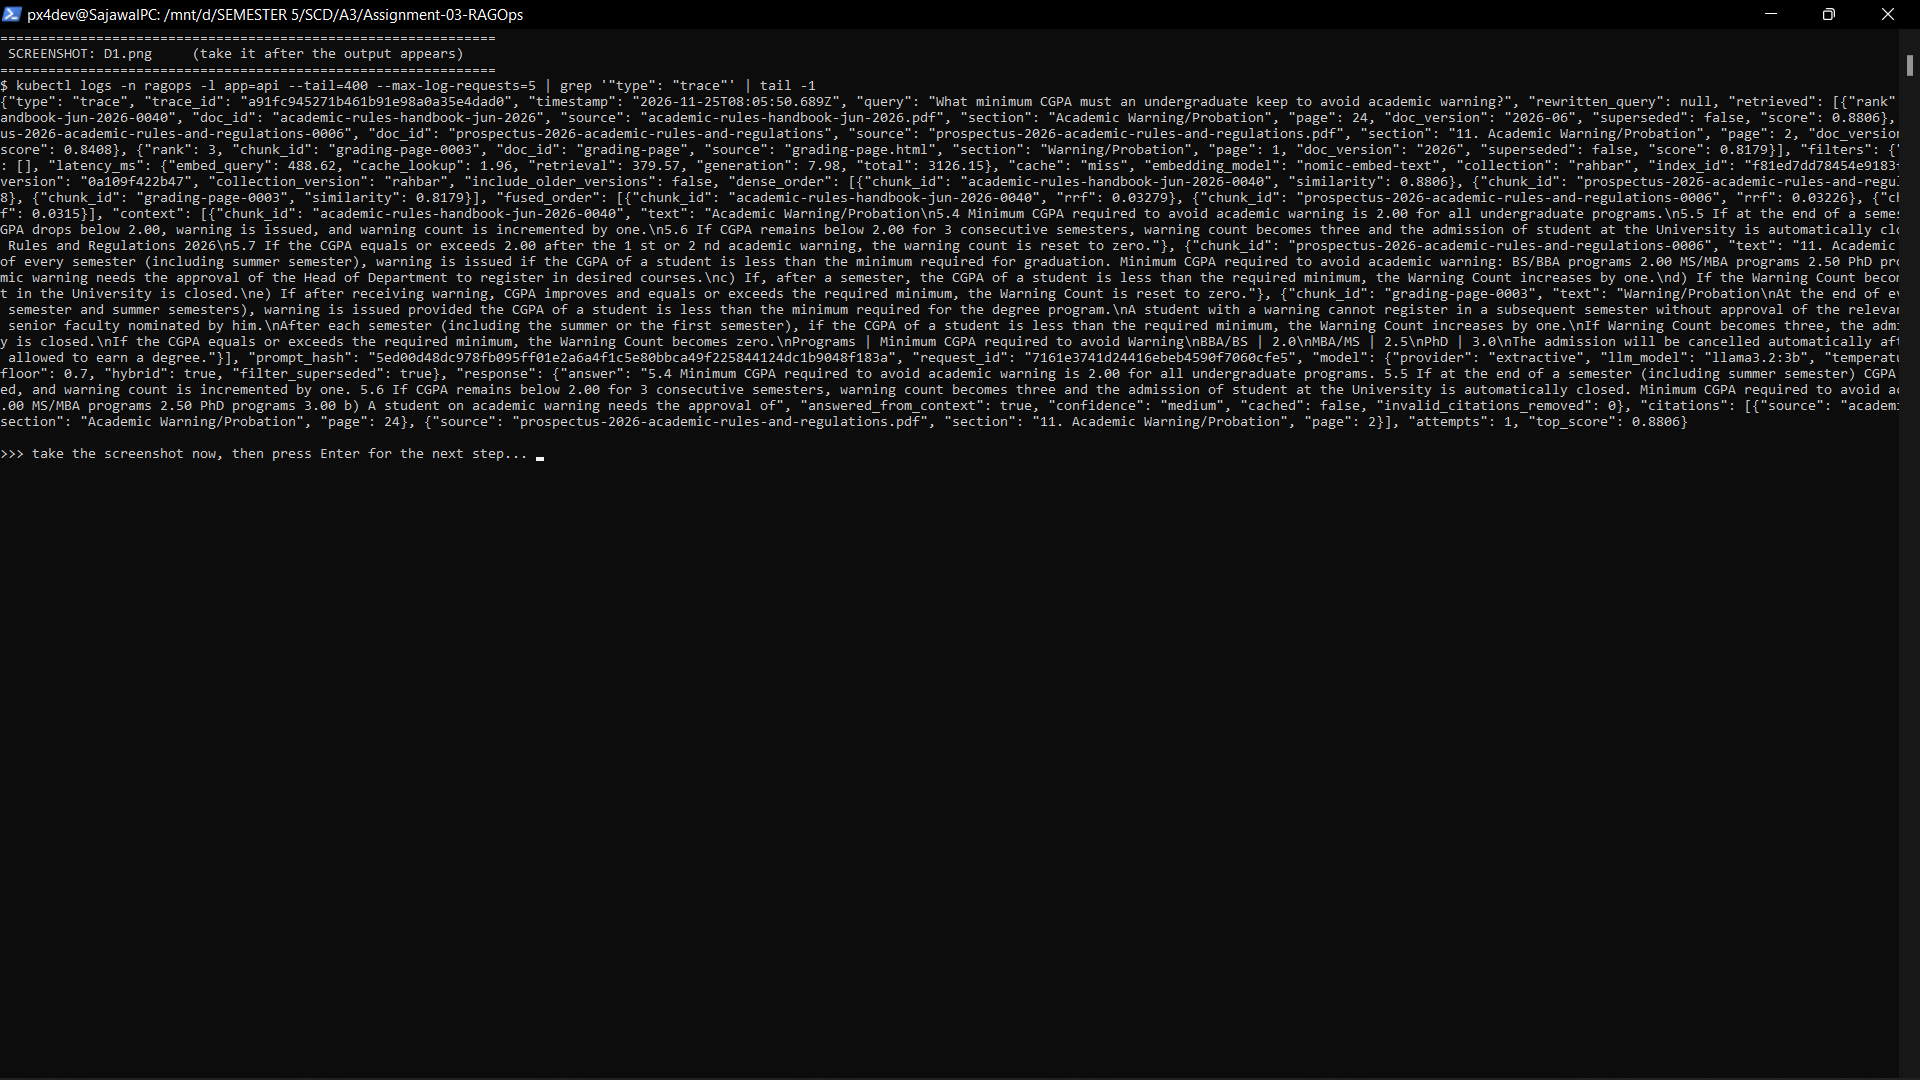 px4dev@SajawalPC: /mnt/d/SEMESTER 5/SCD/A3/Assignment-03-RAGOps
==============================================================
SCREENSHOT: D1.png     (take it after the output appears)
==============================================================
$ kubectl logs -n ragops -l app=api --tail=400 --max-log-requests=5 | grep '"type": "trace"' | tail -1
{"type": "trace", "trace_id": "a91fc945271b461b91e98a0a35e4dad0", "timestamp": "2026-11-25T08:05:50.689Z", "query": "What minimum CGPA must an undergraduate keep to avoid academic warning?", "rewritten_query": null, "retrieved": [{"rank"
andbook-jun-2026-0040", "doc_id": "academic-rules-handbook-jun-2026", "source": "academic-rules-handbook-jun-2026.pdf", "section": "Academic Warning/Probation", "page": 24, "doc_version": "2026-06", "superseded": false, "score": 0.8806},
us-2026-academic-rules-and-regulations-0006", "doc_id": "prospectus-2026-academic-rules-and-regulations", "source": "prospectus-2026-academic-rules-and-regulations.pdf", "section": "11. Academic Warning/Probation", "page": 2, "doc_version
score": 0.8408}, {"rank": 3, "chunk_id": "grading-page-0003", "doc_id": "grading-page", "source": "grading-page.html", "section": "Warning/Probation", "page": 1, "doc_version": "2026", "superseded": false, "score": 0.8179}], "filters": {"
: [], "latency_ms": {"embed_query": 488.62, "cache_lookup": 1.96, "retrieval": 379.57, "generation": 7.98, "total": 3126.15}, "cache": "miss", "embedding_model": "nomic-embed-text", "collection": "rahbar", "index_id": "f81ed7dd78454e9183
version": "0a109f422b47", "collection_version": "rahbar", "include_older_versions": false, "dense_order": [{"chunk_id": "academic-rules-handbook-jun-2026-0040", "similarity": 0.8806}, {"chunk_id": "prospectus-2026-academic-rules-and-regu
8}, {"chunk_id": "grading-page-0003", "similarity": 0.8179}], "fused_order": [{"chunk_id": "academic-rules-handbook-jun-2026-0040", "rrf": 0.03279}, {"chunk_id": "prospectus-2026-academic-rules-and-regulations-0006", "rrf": 0.03226}, {"c
f": 0.0315}], "context": [{"chunk_id": "academic-rules-handbook-jun-2026-0040", "text": "Academic Warning/Probation\n5.4 Minimum CGPA required to avoid academic warning is 2.00 for all undergraduate programs.\n5.5 If at the end of a seme
GPA drops below 2.00, warning is issued, and warning count is incremented by one.\n5.6 If CGPA remains below 2.00 for 3 consecutive semesters, warning count becomes three and the admission of student at the University is automatically clo
Rules and Regulations 2026\n5.7 If the CGPA equals or exceeds 2.00 after the 1 st or 2 nd academic warning, the warning count is reset to zero."}, {"chunk_id": "prospectus-2026-academic-rules-and-regulations-0006", "text": "11. Academic
of every semester (including summer semester), warning is issued if the CGPA of a student is less than the minimum required for graduation. Minimum CGPA required to avoid academic warning: BS/BBA programs 2.00 MS/MBA programs 2.50 PhD pro
mic warning needs the approval of the Head of Department to register in desired courses.\nc) If, after a semester, the CGPA of a student is less than the required minimum, the Warning Count increases by one.\nd) If the Warning Count becom
t in the University is closed.\ne) If after receiving warning, CGPA improves and equals or exceeds the required minimum, the Warning Count is reset to zero."}, {"chunk_id": "grading-page-0003", "text": "Warning/Probation\nAt the end of ev
semester and summer semesters), warning is issued provided the CGPA of a student is less than the minimum required for the degree program.\nA student with a warning cannot register in a subsequent semester without approval of the relevan
senior faculty nominated by him.\nAfter each semester (including the summer or the first semester), if the CGPA of a student is less than the required minimum, the Warning Count increases by one.\nIf Warning Count becomes three, the adm
y is closed.\nIf the CGPA equals or exceeds the required minimum, the Warning Count becomes zero.\nPrograms | Minimum CGPA required to avoid Warning\nBBA/BS | 2.0\nMBA/MS | 2.5\nPhD | 3.0\nThe admission will be cancelled automatically aft
allowed to earn a degree."}], "prompt_hash": "5ed00d48dc978fb095ff01e2a6a4f1c5e80bbca49f225844124dc1b9048f183a", "request_id": "7161e3741d24416ebeb4590f7060cfe5", "model": {"provider": "extractive", "llm_model": "llama3.2:3b", "temperatu
floor": 0.7, "hybrid": true, "filter_superseded": true}, "response": {"answer": "5.4 Minimum CGPA required to avoid academic warning is 2.00 for all undergraduate programs. 5.5 If at the end of a semester (including summer semester) CGPA
ed, and warning count is incremented by one. 5.6 If CGPA remains below 2.00 for 3 consecutive semesters, warning count becomes three and the admission of student at the University is automatically closed. Minimum CGPA required to avoid ac
.00 MS/MBA programs 2.50 PhD programs 3.00 b) A student on academic warning needs the approval of", "answered_from_context": true, "confidence": "medium", "cached": false, "invalid_citations_removed": 0}, "citations": [{"source": "academi
section": "Academic Warning/Probation", "page": 24}, {"source": "prospectus-2026-academic-rules-and-regulations.pdf", "section": "11. Academic Warning/Probation", "page": 2}], "attempts": 1, "top_score": 0.8806}
>>> take the screenshot now, then press Enter for the next step...